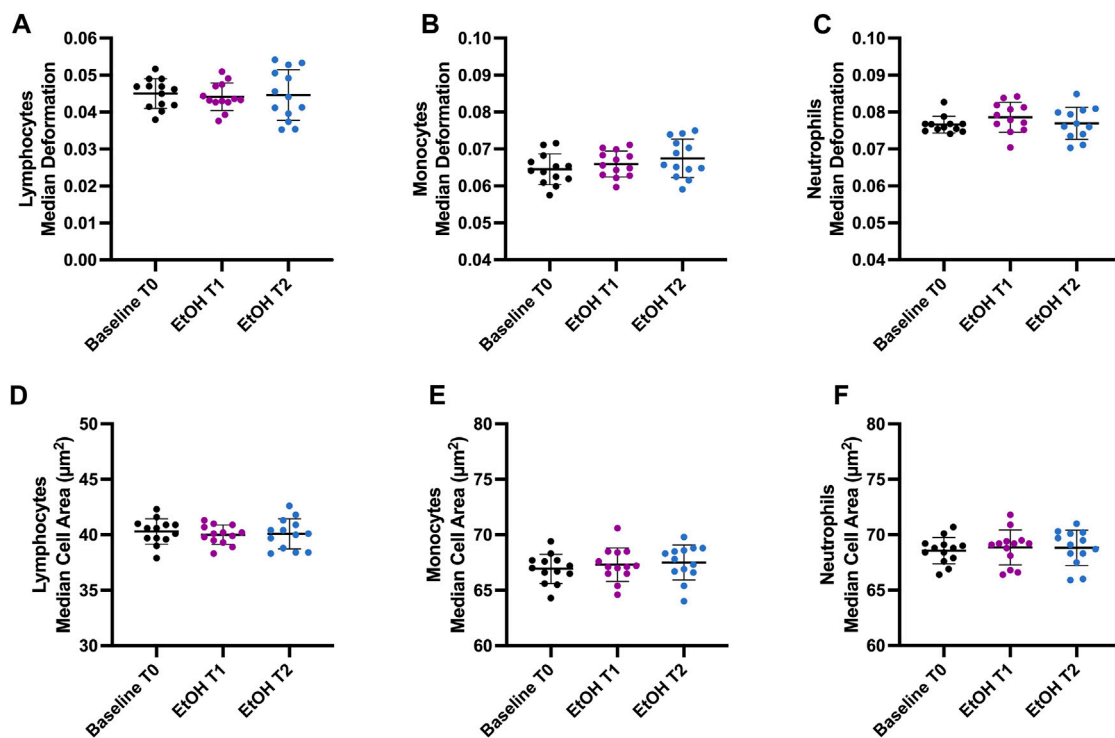 A
Lymphocytes
Median Deformation
0.06
0.05
0.04
0.03
0.02
0.01
0.00
Baseline T0
EtOH T1
EtOH T2
B
Monocytes
Median Deformation
0.10
0.09
0.08
0.07
0.06
0.05
0.04
Baseline T0
EtOH T1
EtOH T2
C
Neutrophils
Median Deformation
0.10
0.09
0.08
0.07
0.06
0.05
0.04
Baseline T0
EtOH T1
EtOH T2
D
Lymphocytes
Median Cell Area (µm²)
50
45
40
35
30
Baseline T0
EtOH T1
EtOH T2
E
Monocytes
Median Cell Area (µm²)
80
75
70
65
60
Baseline T0
EtOH T1
EtOH T2
F
Neutrophils
Median Cell Area (µm²)
80
75
70
65
60
Baseline T0
EtOH T1
EtOH T2